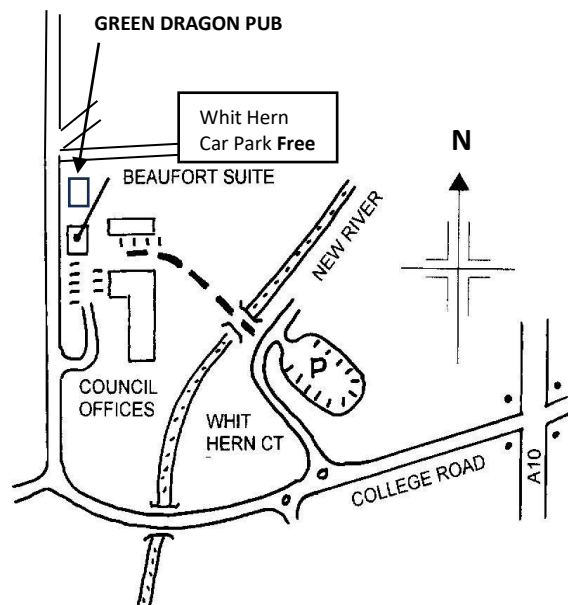 GREEN DRAGON PUB
Whit Hern
Car Park Free
N
BEAUFORT SUITE
NEW RIVER
P
COUNCIL
OFFICES
WHIT
HERN CT
COLLEGE ROAD
A10